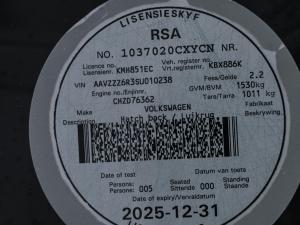 LISENSIESKYF
RSA
NO. 1037020CXYCN NR.
Licence no./ Veh. register no.
Lisensienr. KMH851EC Vrt.registernr. KBX886K
VIN AAVZZZ6R3SU010238 Fees/Gelde 2.2
Engine no/Enjinnr. GVM/BVM 1530kg
CHZD76362 Tare/Tarra 1011 kg
Make VOLKSWAGEN Fabrikaat
Description Hatch back / Luikrug Beskrywing
Date of test Datum van toets
Persons: Seated Standing
Persone: 005 Sittende 000 Staande
Date of expiry/Vervaldatum
2025-12-31